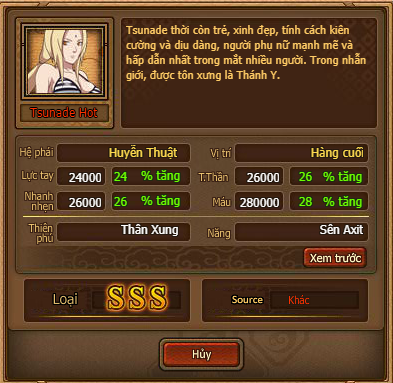 Tsunade thời còn trẻ, xinh đẹp, tính cách kiên
cường và dịu dàng, người phụ nữ mạnh mẽ và
hấp dẫn nhất trong mắt nhiều người. Trong nhẫn
giới, được tôn xưng là Thánh Y.
Tsunade Hot
Hệ phái Huyễn Thuật Vị trí Hàng cuối
Lực tay 24000 24 % tăng T.Thần 26000 26 % tăng
Nhanh nhẹn 26000 26 % tăng Máu 280000 28 % tăng
Thiên phú Thân Xung Năng Sên Axit
Xem trước
Loại SSS Source Khác
Hủy